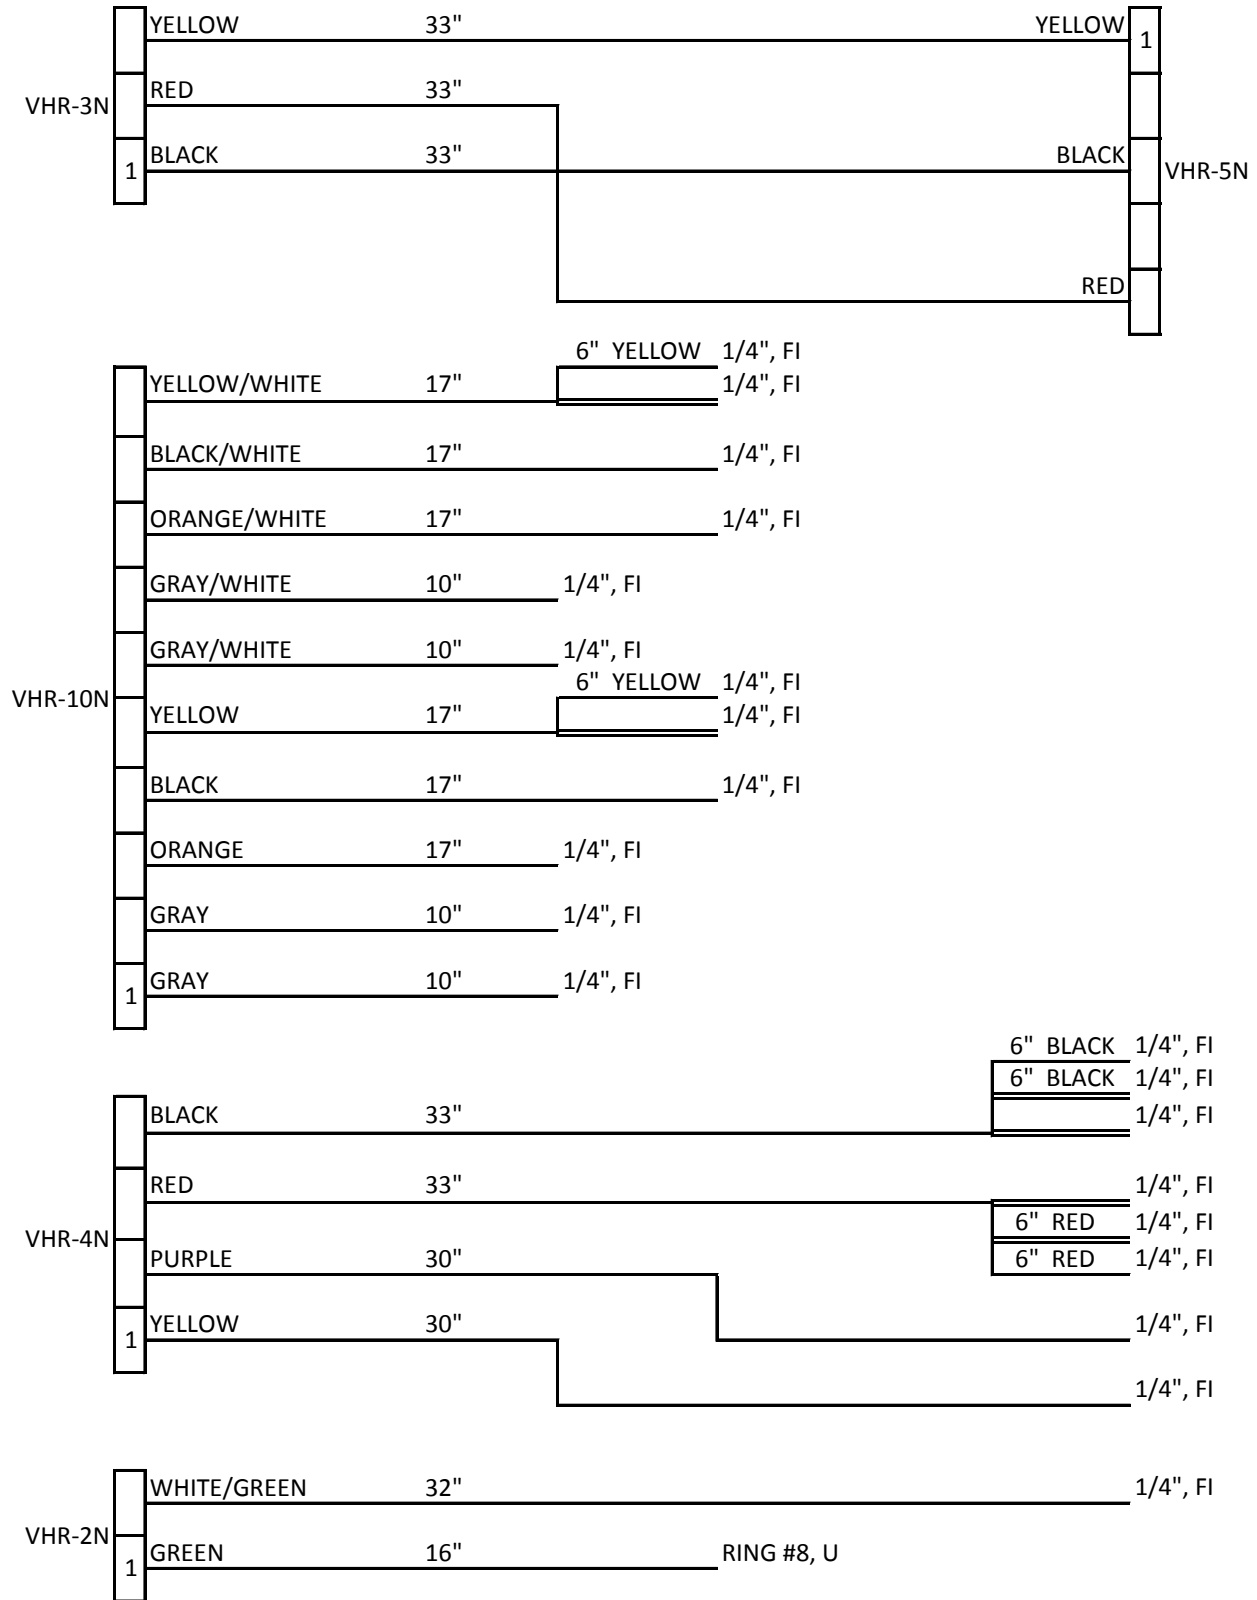 YELLOW 33" YELLOW 1
VHR-3N RED 33"
1 BLACK 33" BLACK VHR-5N
RED
6" YELLOW 1/4", FI
YELLOW/WHITE 17" 1/4", FI
BLACK/WHITE 17" 1/4", FI
ORANGE/WHITE 17" 1/4", FI
GRAY/WHITE 10" 1/4", FI
GRAY/WHITE 10" 1/4", FI
6" YELLOW 1/4", FI
VHR-10N
YELLOW 17" 1/4", FI
BLACK 17" 1/4", FI
ORANGE 17" 1/4", FI
GRAY 10" 1/4", FI
1 GRAY 10" 1/4", FI
6" BLACK 1/4", FI
6" BLACK 1/4", FI
BLACK 33" 1/4", FI
RED 33" 1/4", FI
6" RED 1/4", FI
VHR-4N
PURPLE 30" 6" RED 1/4", FI
1 YELLOW 30" 1/4", FI
1/4", FI
WHITE/GREEN 32" 1/4", FI
VHR-2N
1 GREEN 16" RING #8, U